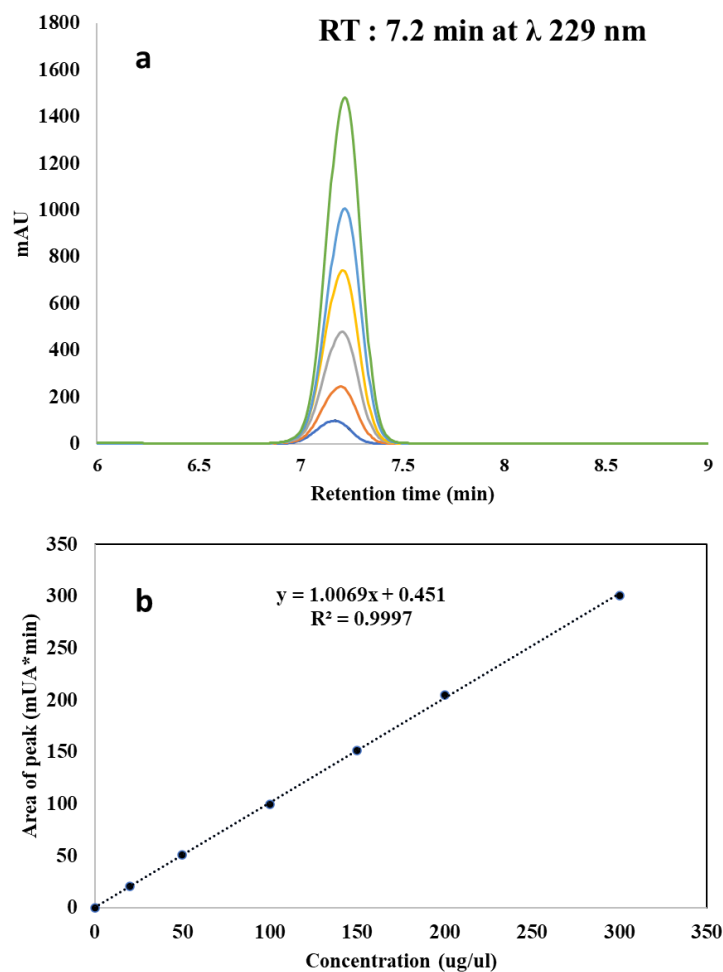 RT : 7.2 min at λ 229 nm
a
1800
1600
1400
1200
1000
800
600
400
200
0
mAU
6 6.5 7 7.5 8 8.5 9
Retention time (min)
b
y = 1.0069x + 0.451
R² = 0.9997
350
300
250
200
150
100
50
0
Area of peak (mUA*min)
0 50 100 150 200 250 300 350
Concentration (ug/ul)